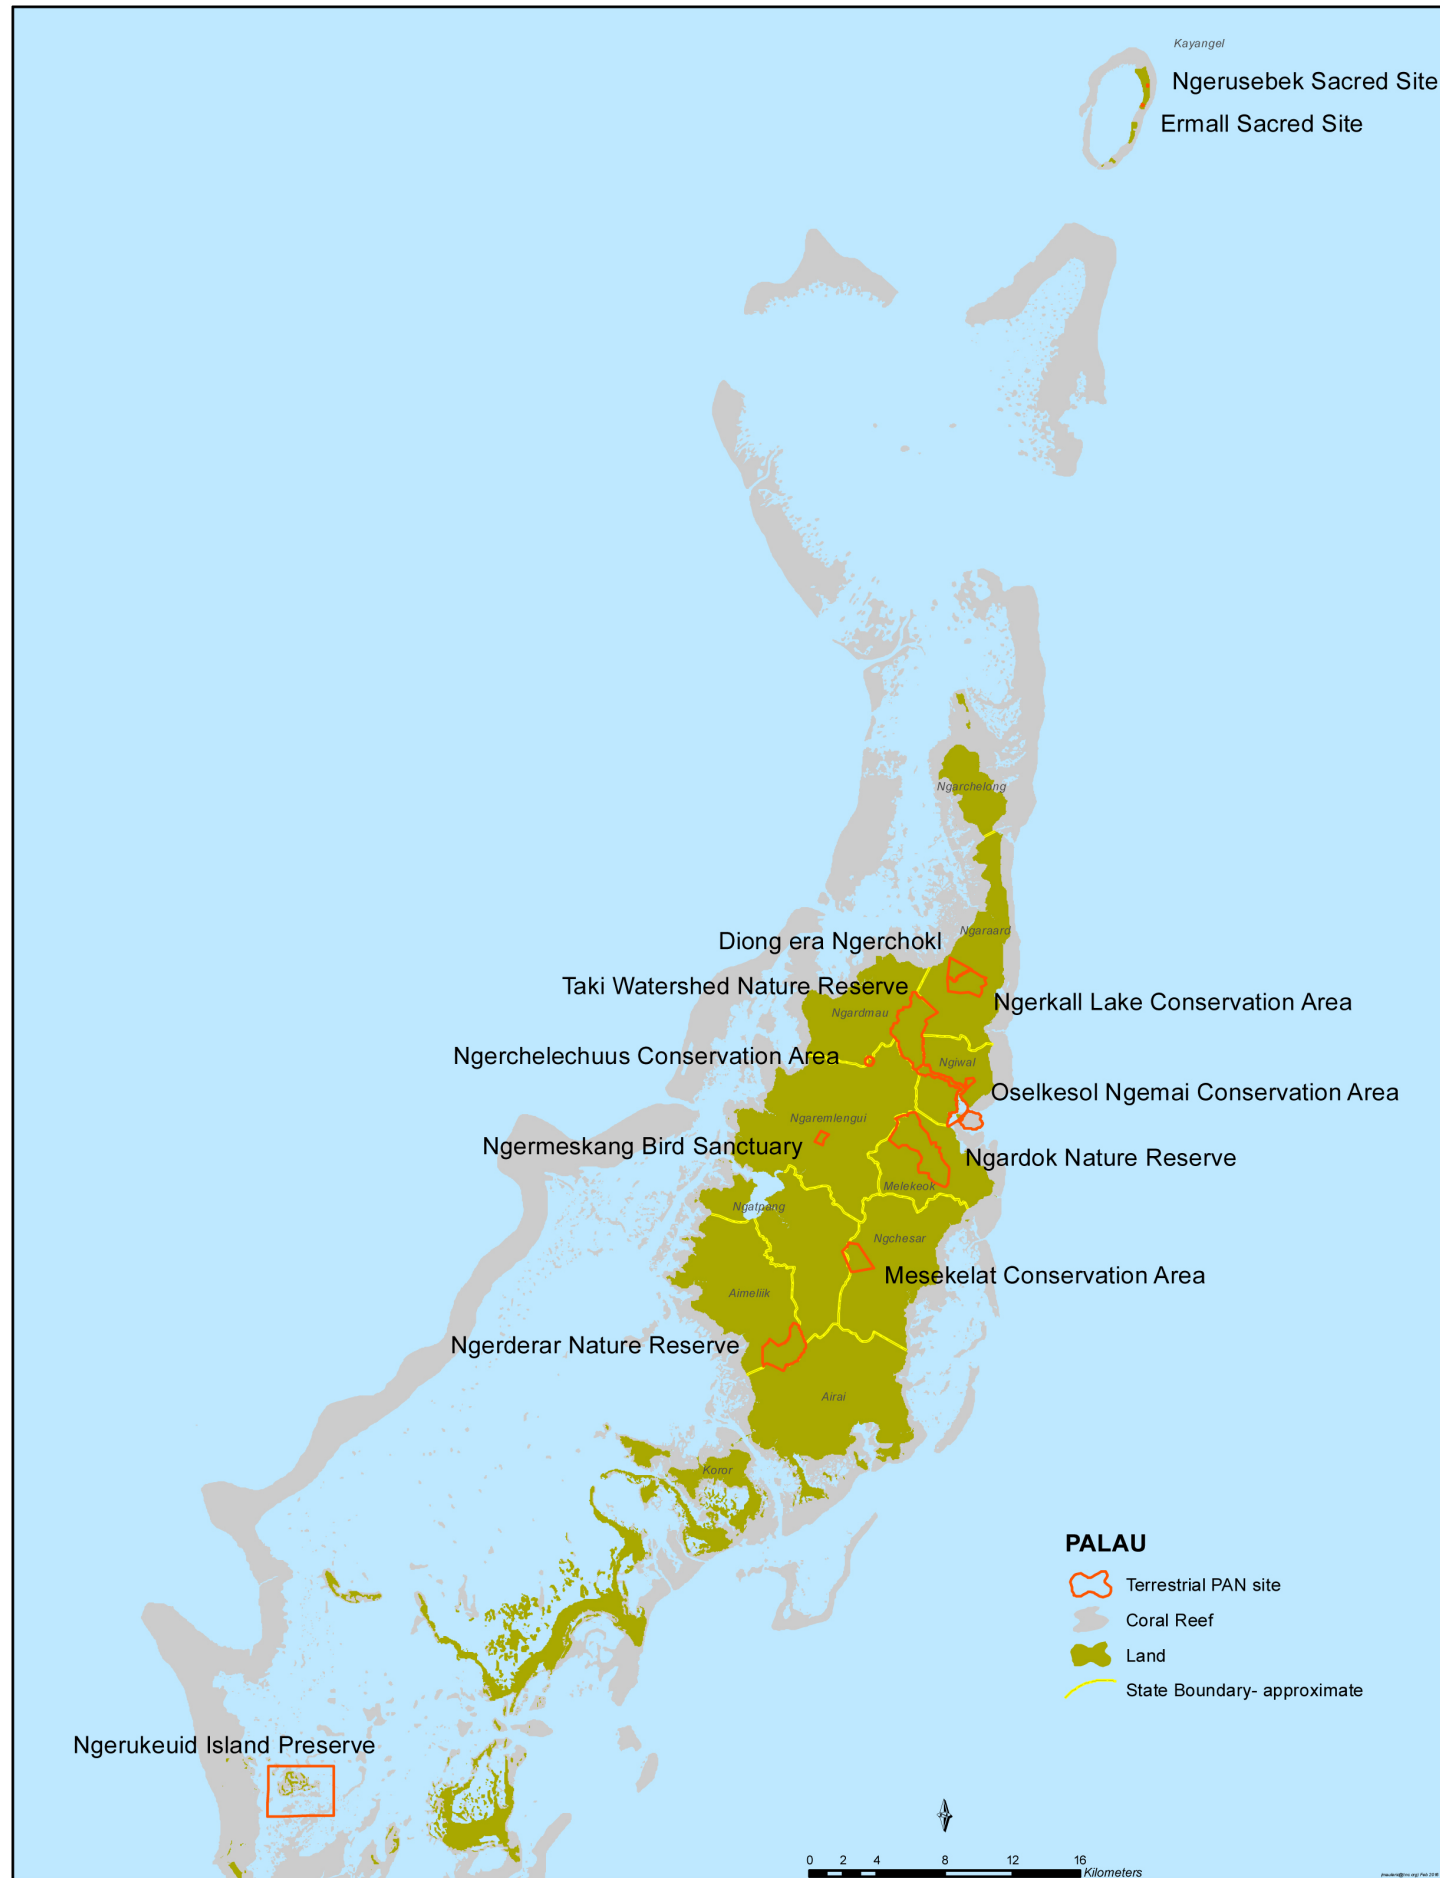 Kayangel
Ngerusebek Sacred Site
Ermall Sacred Site
Ngarchelong
Ngaraard
Diong era Ngerchokl
Taki Watershed Nature Reserve
Ngerkall Lake Conservation Area
Ngardmau
Ngerchelechuus Conservation Area
Ngiwal
Oselkesol Ngemai Conservation Area
Ngaremlengui
Ngermeskang Bird Sanctuary
Ngardok Nature Reserve
Melekeok
Ngatpang
Ngchesar
Mesekelat Conservation Area
Aimeliik
Ngerderar Nature Reserve
Airai
Koror
PALAU
Terrestrial PAN site
Coral Reef
Land
State Boundary- approximate
Ngerukeuid Island Preserve
0 2 4 8 12 16
Kilometers